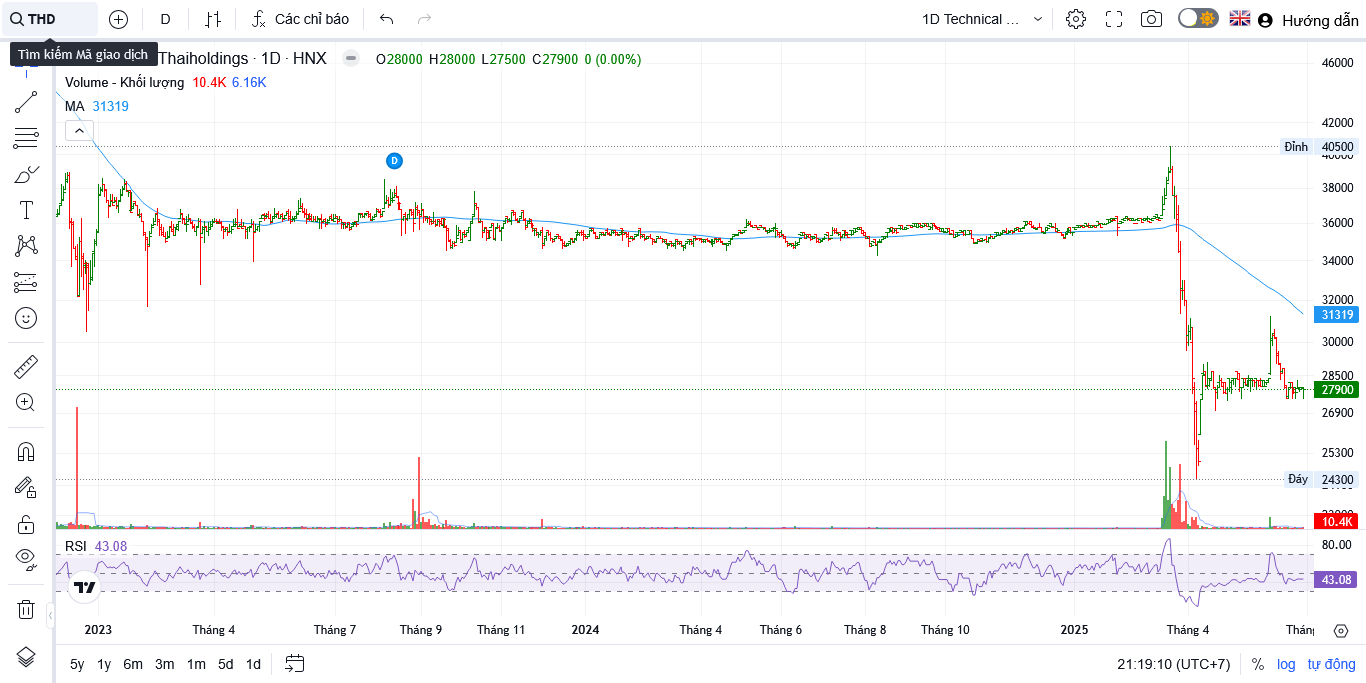 THD
D
Các chỉ báo
1D Technical ...
Hướng dẫn
Tìm kiếm Mã giao dịch
Thaiholdings · 1D · HNX
O28000 H28000 L27500 C27900 0 (0.00%)
Volume - Khối lượng 10.4K 6.16K
MA 31319
D
46000
42000
Đỉnh 40500
40000
38000
36000
34000
32000
31319
30000
28500
27900
26900
25300
Đáy 24300
10.4K
RSI 43.08
80.00
43.08
2023 Tháng 4 Tháng 7 Tháng 9 Tháng 11 2024 Tháng 4 Tháng 6 Tháng 8 Tháng 10 2025 Tháng 4 Thán
5y 1y 6m 3m 1m 5d 1d
21:19:10 (UTC+7) % log tự động